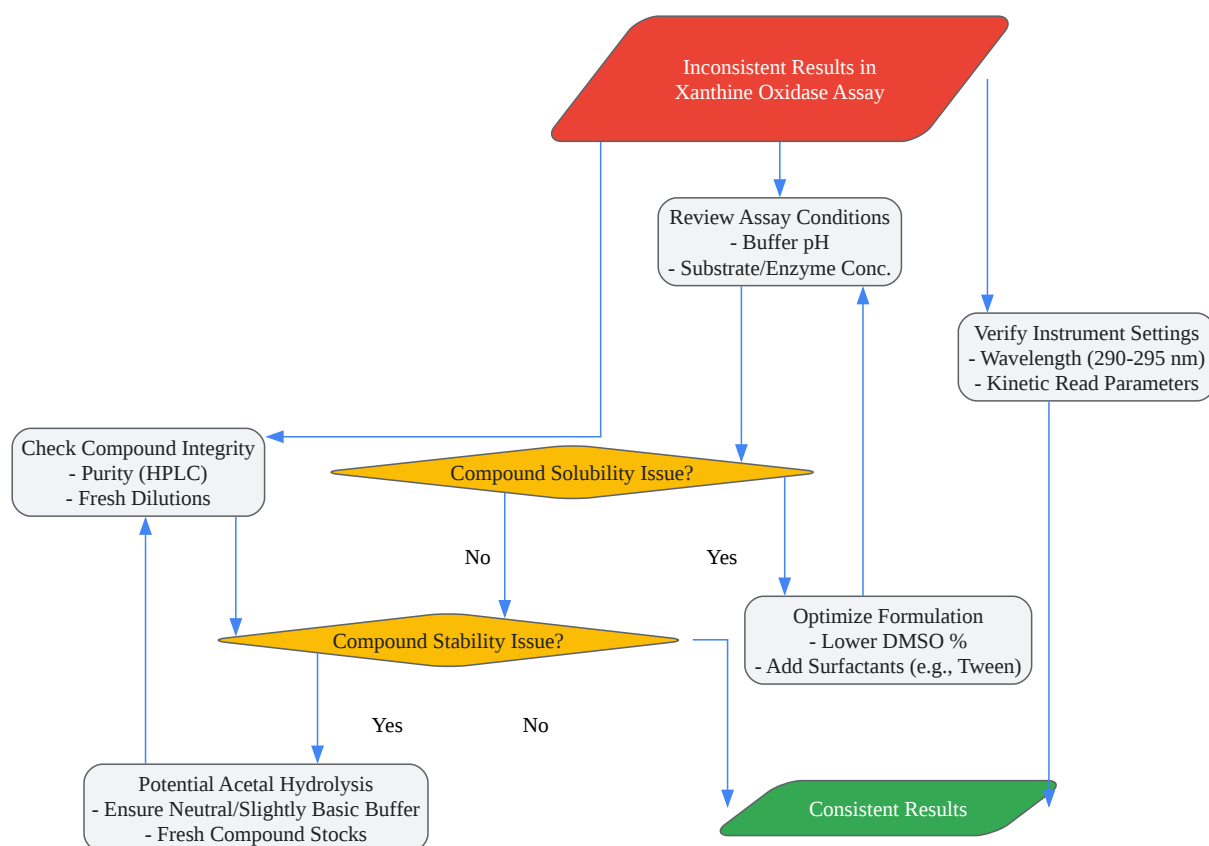 Inconsistent Results in
Xanthine Oxidase Assay
Review Assay Conditions
- Buffer pH
- Substrate/Enzyme Conc.
Verify Instrument Settings
- Wavelength (290-295 nm)
- Kinetic Read Parameters
Check Compound Integrity
- Purity (HPLC)
- Fresh Dilutions
Compound Solubility Issue?
No
Yes
Optimize Formulation
- Lower DMSO %
- Add Surfactants (e.g., Tween)
Compound Stability Issue?
Yes
No
Potential Acetal Hydrolysis
- Ensure Neutral/Slightly Basic Buffer
- Fresh Compound Stocks
Consistent Results